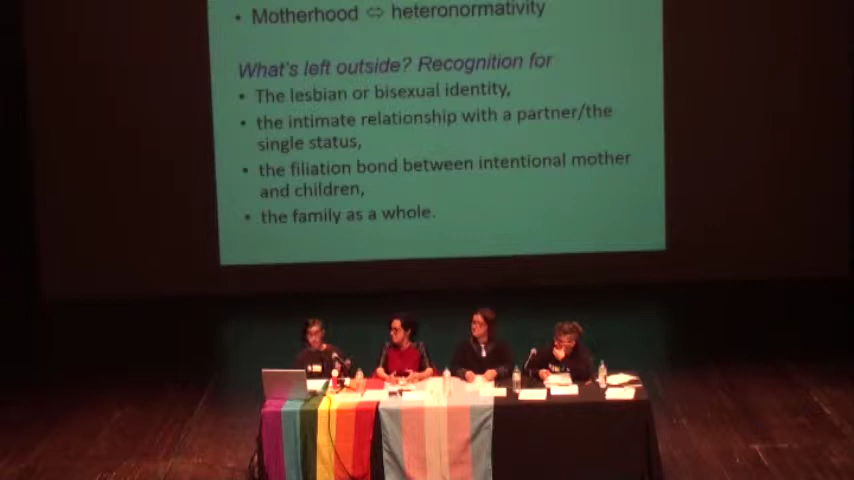 • Motherhood ⇔ heteronormativity
What's left outside? Recognition for
• The lesbian or bisexual identity,
• the intimate relationship with a partner/the
single status,
• the filiation bond between intentional mother
and children,
• the family as a whole.